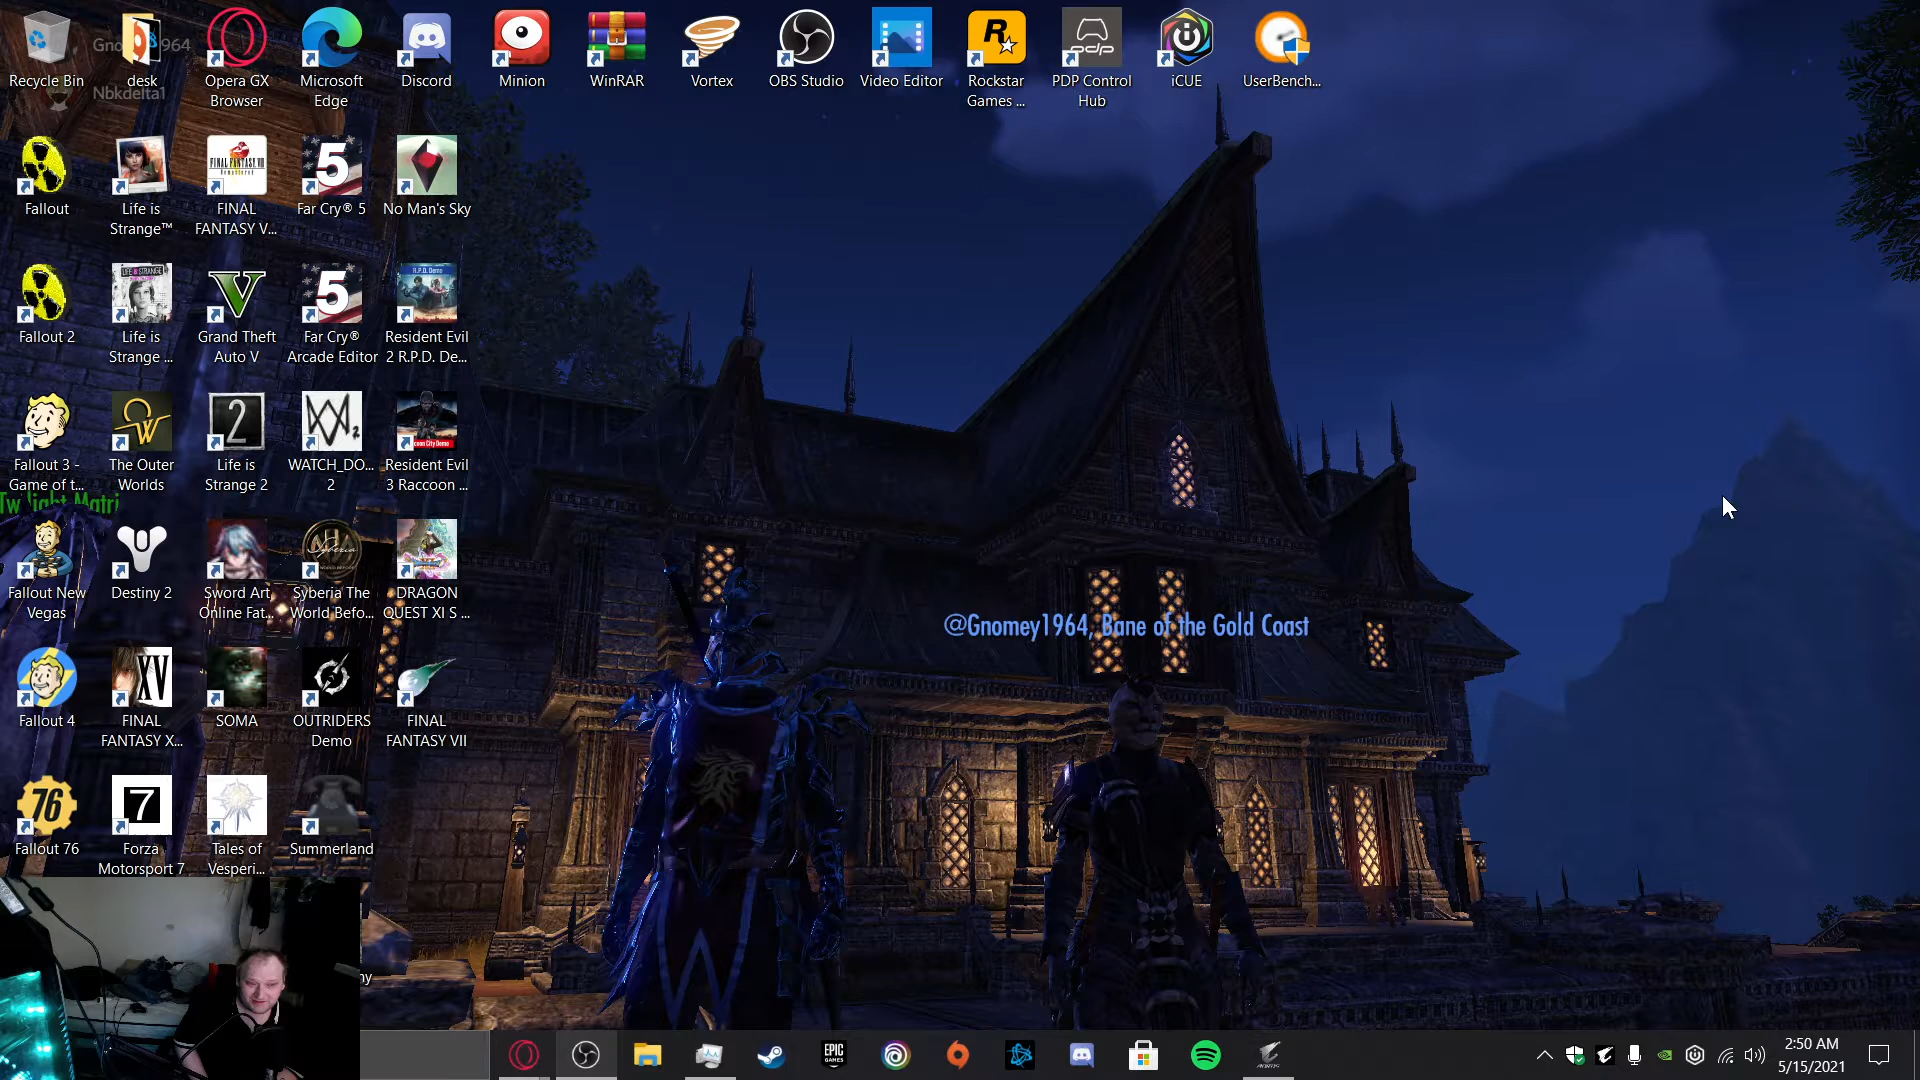 Recycle Bin
desk
Opera GX
Browser
Microsoft
Edge
Discord
Minion
WinRAR
Vortex
OBS Studio
Video Editor
Rockstar
Games ...
PDP Control
Hub
iCUE
UserBench...
Nbkdelta1
Fallout
Life is
Strange™
FINAL
FANTASY V...
Far Cry® 5
No Man's Sky
Fallout 2
Life is
Strange ...
Grand Theft
Auto V
Far Cry®
Arcade Editor
Resident Evil
2 R.P.D. De...
Fallout 3 -
Game of t...
The Outer
Worlds
Life is
Strange 2
WATCH_DO...
2
Resident Evil
3 Raccoon ...
Fallout New
Vegas
Destiny 2
Sword Art
Online Fat...
Syberia The
World Befo...
DRAGON
QUEST XI S ...
@Gnomey1964, Bane of the Gold Coast
Fallout 4
FINAL
FANTASY X...
SOMA
OUTRIDERS
Demo
FINAL
FANTASY VII
Fallout 76
Forza
Motorsport 7
Tales of
Vesperi...
Summerland
EPIC
GAMES
2:50 AM
5/15/2021